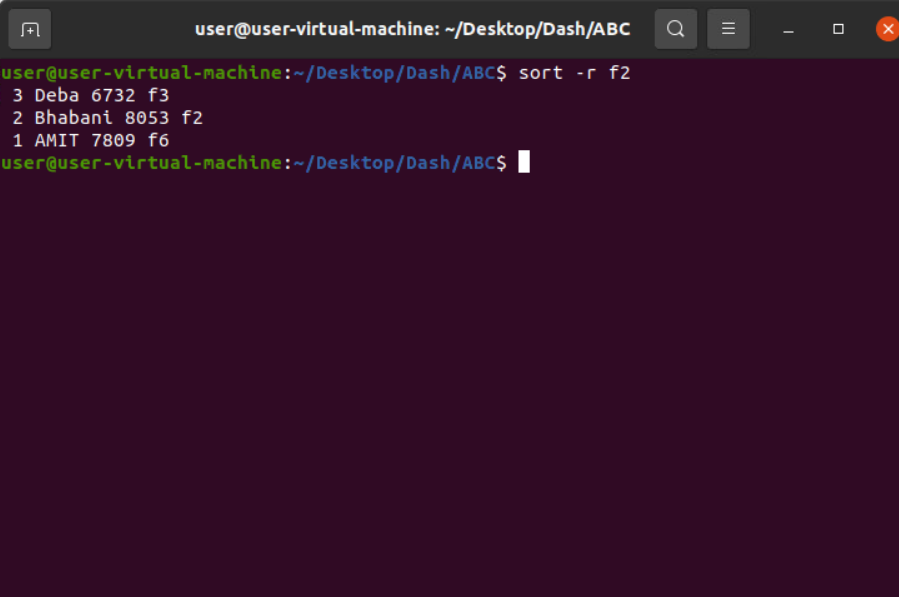 user@user-virtual-machine: ~/Desktop/Dash/ABC
user@user-virtual-machine:~/Desktop/Dash/ABC$ sort -r f2
 3 Deba 6732 f3
 2 Bhabani 8053 f2
 1 AMIT 7809 f6
user@user-virtual-machine:~/Desktop/Dash/ABC$